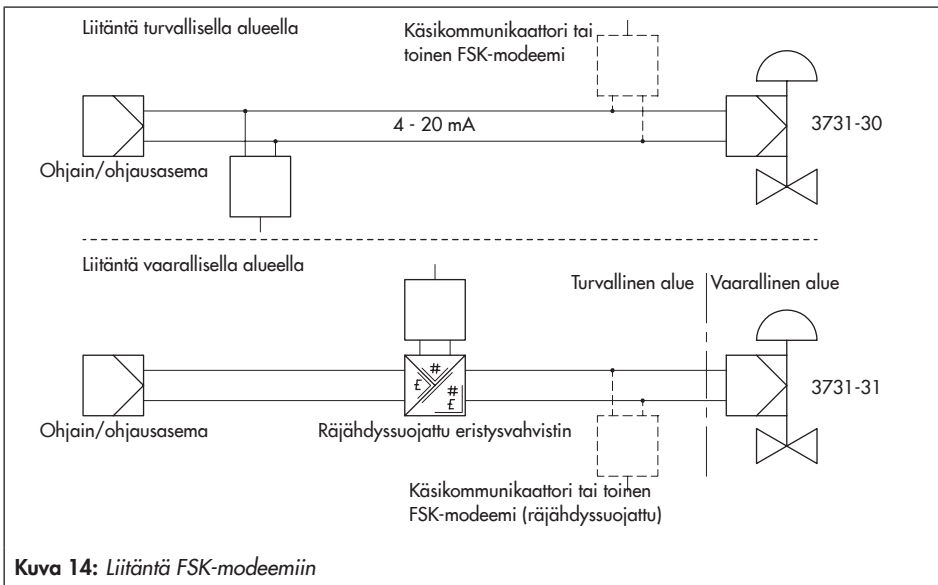 Liitäntä turvallisella alueella
Käsikommunikaattori tai
toinen FSK-modeemi
4 - 20 mA
3731-30
Ohjain/ohjausasema
Liitäntä vaarallisella alueella
Turvallinen alue
Vaarallinen alue
3731-31
Ohjain/ohjausasema
Räjähdyssuojattu eristysvahvistin
Käsikommunikaattori tai toinen
FSK-modeemi (räjähdyssuojattu)
Kuva 14: Liitäntä FSK-modeemiin